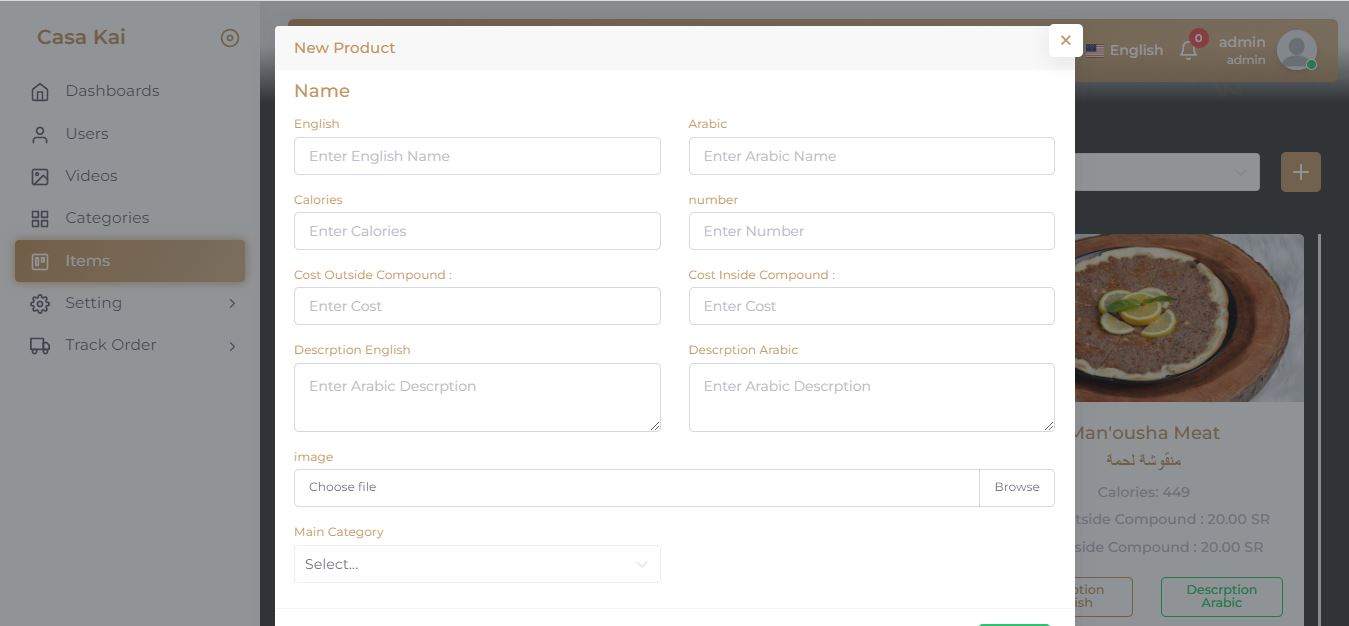 Casa Kai
Dashboards
Users
Videos
Categories
Items
Setting
Track Order
New Product
×
English
0
admin
admin
Name
English
Arabic
Enter English Name
Enter Arabic Name
Calories
number
Enter Calories
Enter Number
Cost Outside Compound :
Cost Inside Compound :
Enter Cost
Enter Cost
Descrption English
Descrption Arabic
Enter Arabic Descrption
Enter Arabic Descrption
image
Choose file
Browse
Main Category
Select...
Man'ousha Meat
منقوشة لحمة
Calories: 449
tside Compound : 20.00 SR
side Compound : 20.00 SR
ption
ish
Descrption
Arabic